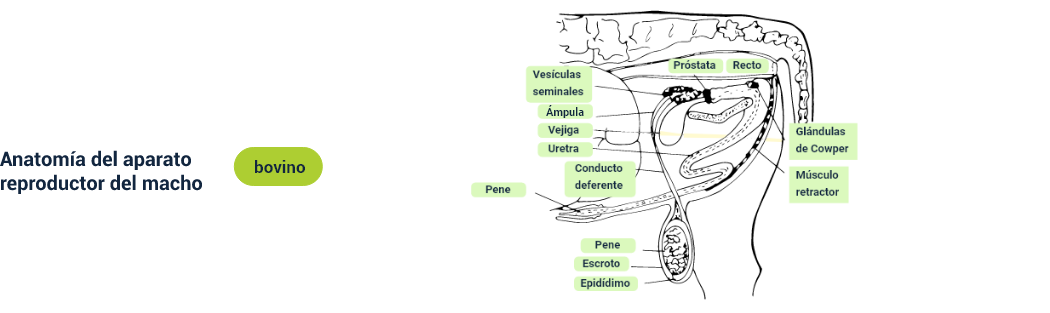 Anatomía del aparato
reproductor del macho
bovino
Próstata
Recto
Vesículas
seminales
Ámpula
Vejiga
Uretra
Conducto
deferente
Pene
Glándulas
de Cowper
Músculo
retractor
Pene
Escroto
Epidídimo